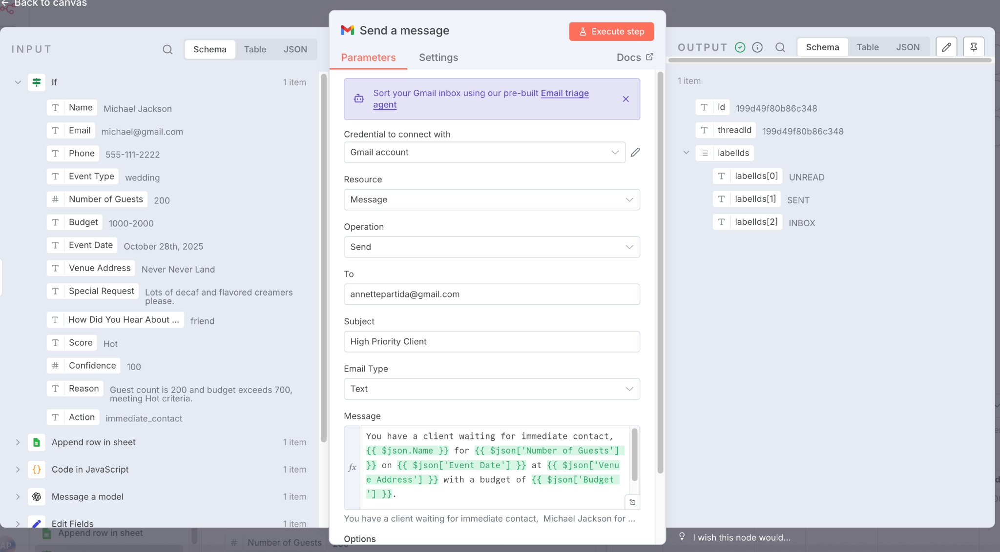 Back to canvas
INPUT
Schema
Table
JSON
If
1 item
T Name Michael Jackson
T Email michael@gmail.com
T Phone 555-111-2222
T Event Type wedding
# Number of Guests 200
T Budget 1000-2000
T Event Date October 28th, 2025
T Venue Address Never Never Land
T Special Request Lots of decaf and flavored creamers
please.
T How Did You Hear About ... friend
T Score Hot
# Confidence 100
T Reason Guest count is 200 and budget exceeds 700,
meeting Hot criteria.
T Action immediate_contact
Append row in sheet 1 item
{} Code in JavaScript 1 item
Message a model 1 item
Edit Fields 1 item
Append row in sheet
# Number of Guests
AP
Send a message
Execute step
Parameters
Settings
Docs
Sort your Gmail inbox using our pre-built Email triage
agent
Credential to connect with
Gmail account
Resource
Message
Operation
Send
To
annettepartida@gmail.com
Subject
High Priority Client
Email Type
Text
Message
fx
You have a client waiting for immediate contact,
{{ $json.Name }} for {{ $json['Number of Guests']
}} on {{ $json['Event Date'] }} at {{ $json['Venu
e Address'] }} with a budget of {{ $json['Budget
'] }}.
You have a client waiting for immediate contact, Michael Jackson for ...
Options
OUTPUT
Schema
Table
JSON
1 item
T id 199d49f80b86c348
T threadId 199d49f80b86c348
labelIds
T labelIds[0] UNREAD
T labelIds[1] SENT
T labelIds[2] INBOX
I wish this node would...